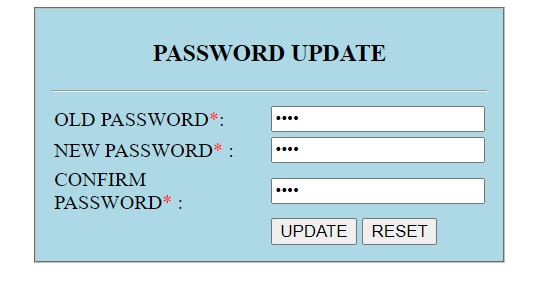 PASSWORD UPDATE
OLD PASSWORD*: ••••
NEW PASSWORD* : ••••
CONFIRM
PASSWORD* : ••••
UPDATE RESET